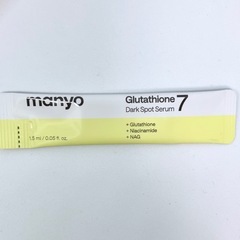 manyo
Glutathione 7
Dark Spot Serum
1.5 ml / 0.05 fl. oz.
+ Glutathione
+ Niacinamide
+ NAG